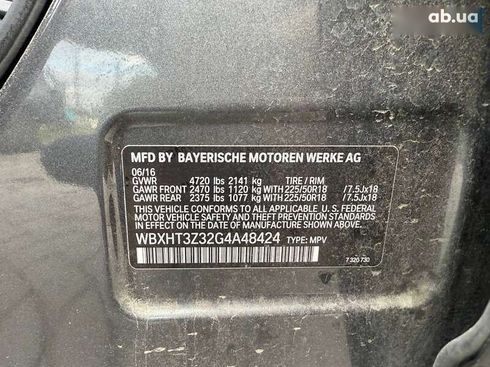 ab.ua
MFD BY BAYERISCHE MOTOREN WERKE AG
06/16
GVWR 4720 lbs 2141 kg TIRE / RIM
GAWR FRONT 2470 lbs 1120 kg WITH 225/50R18 /7.5Jx18
GAWR REAR 2375 lbs 1077 kg WITH 225/50R18 /7.5Jx18
THIS VEHICLE CONFORMS TO ALL APPLICABLE U. S. FEDERAL
MOTOR VEHICLE SAFETY, BUMPER, AND THEFT PREVENTION
STANDARDS IN EFFECT ON THE DATE OF MANUFACTURE SHOWN
ABOVE.
WBXHT3Z32G4A48424 TYPE: MPV
7 320 730